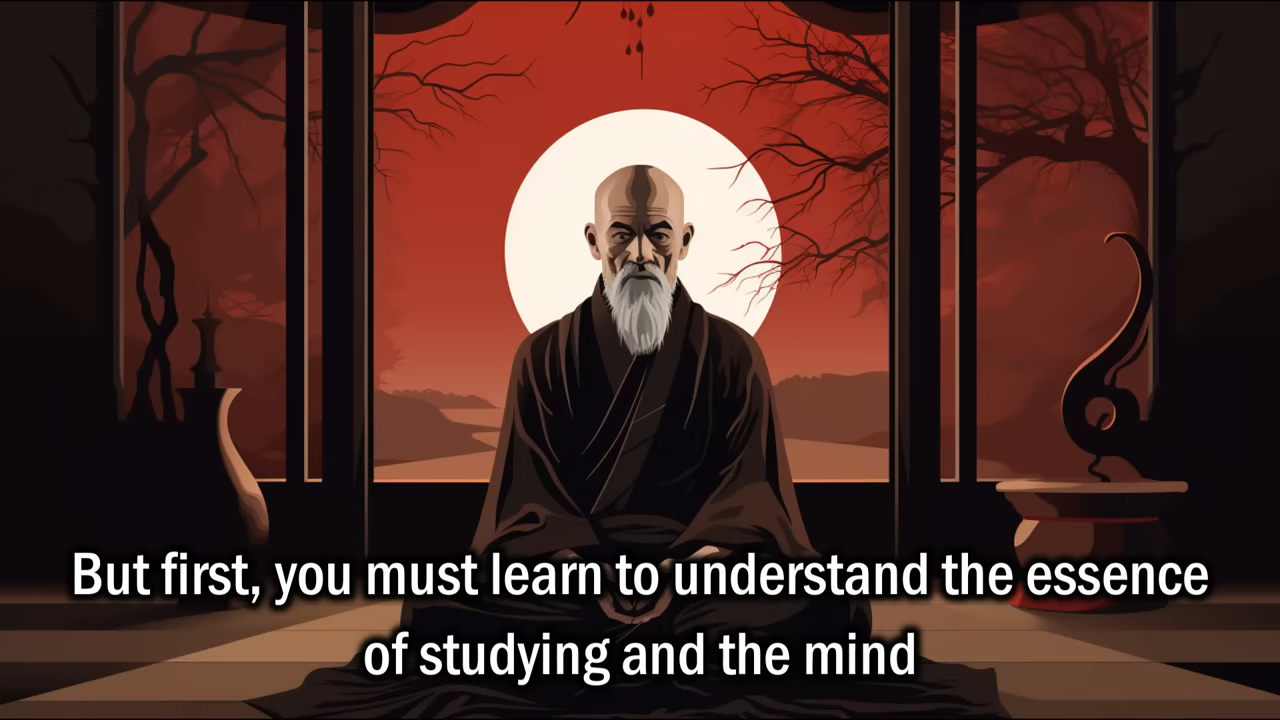 But first, you must learn to understand the essence
of studying and the mind